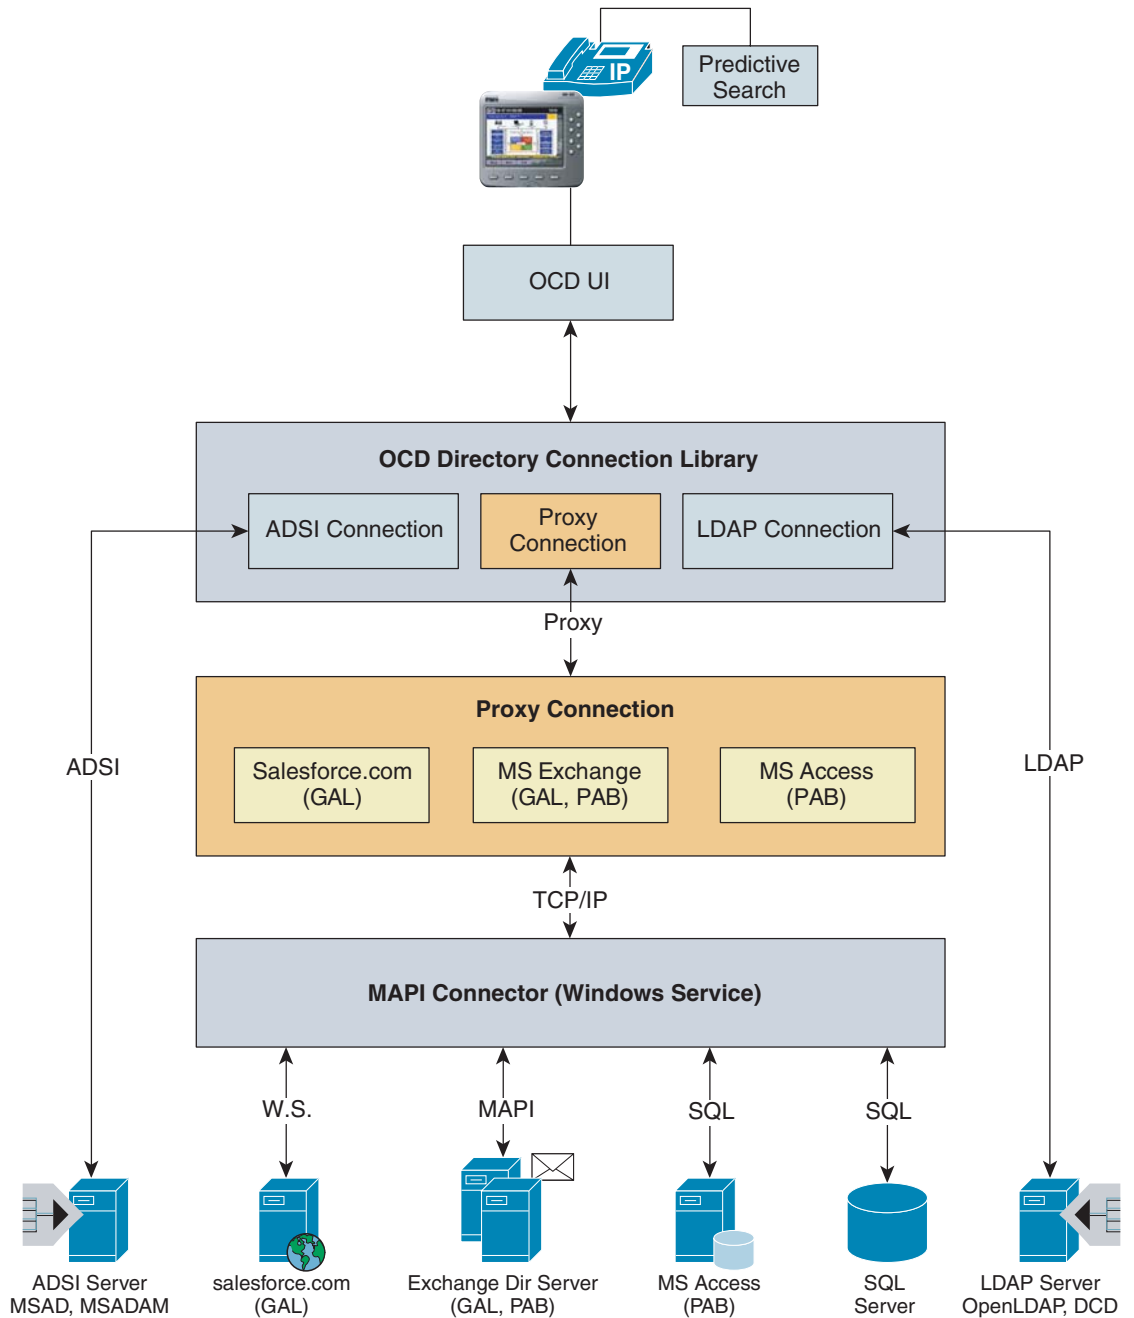 Predictive
Search
IP
OCD UI
OCD Directory Connection Library
ADSI Connection
Proxy
Connection
LDAP Connection
Proxy
Proxy Connection
ADSI
LDAP
Salesforce.com
(GAL)
MS Exchange
(GAL, PAB)
MS Access
(PAB)
TCP/IP
MAPI Connector (Windows Service)
W.S.
MAPI
SQL
SQL
ADSI Server
MSAD, MSADAM
salesforce.com
(GAL)
Exchange Dir Server
(GAL, PAB)
MS Access
(PAB)
SQL
Server
LDAP Server
OpenLDAP, DCD